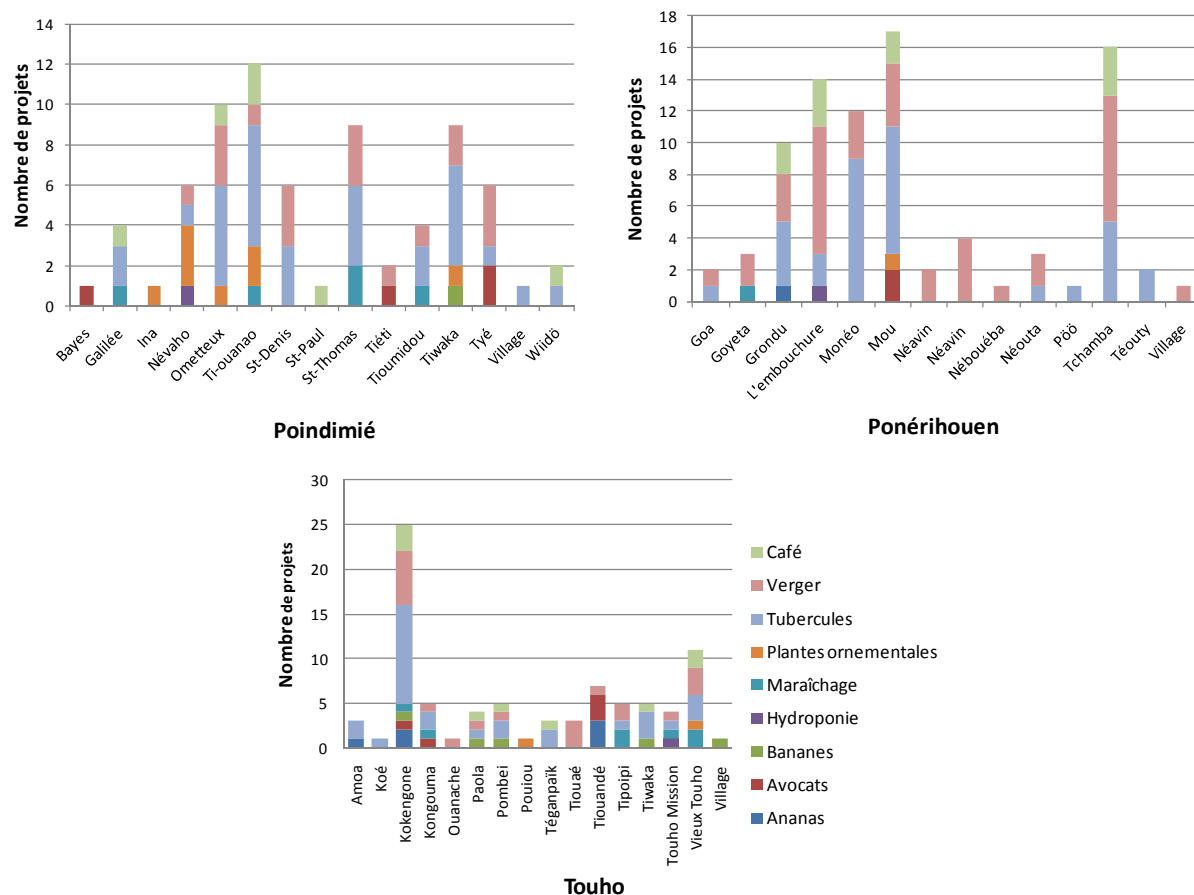 Nombre de projets
14
12
10
8
6
4
2
0
Bayes
Galilée
Ina
Névaho
Ometteux
Ti-ouanao
St-Denis
St-Paul
St-Thomas
Tiéti
Tioumidou
Tiwaka
Tyé
Village
Wiidö
Poindimié
Nombre de projets
18
16
14
12
10
8
6
4
2
0
Goa
Goyeta
Grondu
L'embouchure
Monéo
Mou
Néavin
Néavin
Nébouéba
Néouta
Pöö
Tchamba
Téouty
Village
Ponérihouen
Nombre de projets
30
25
20
15
10
5
0
Amoa
Koé
Kokengone
Kongouma
Ouanache
Paola
Pombei
Pouiou
Téganpaïk
Tiouaé
Tiouandé
Tipoipi
Tiwaka
Touho Mission
Vieux Touho
Village
Touho
Café
Verger
Tubercules
Plantes ornementales
Maraîchage
Hydroponie
Bananes
Avocats
Ananas